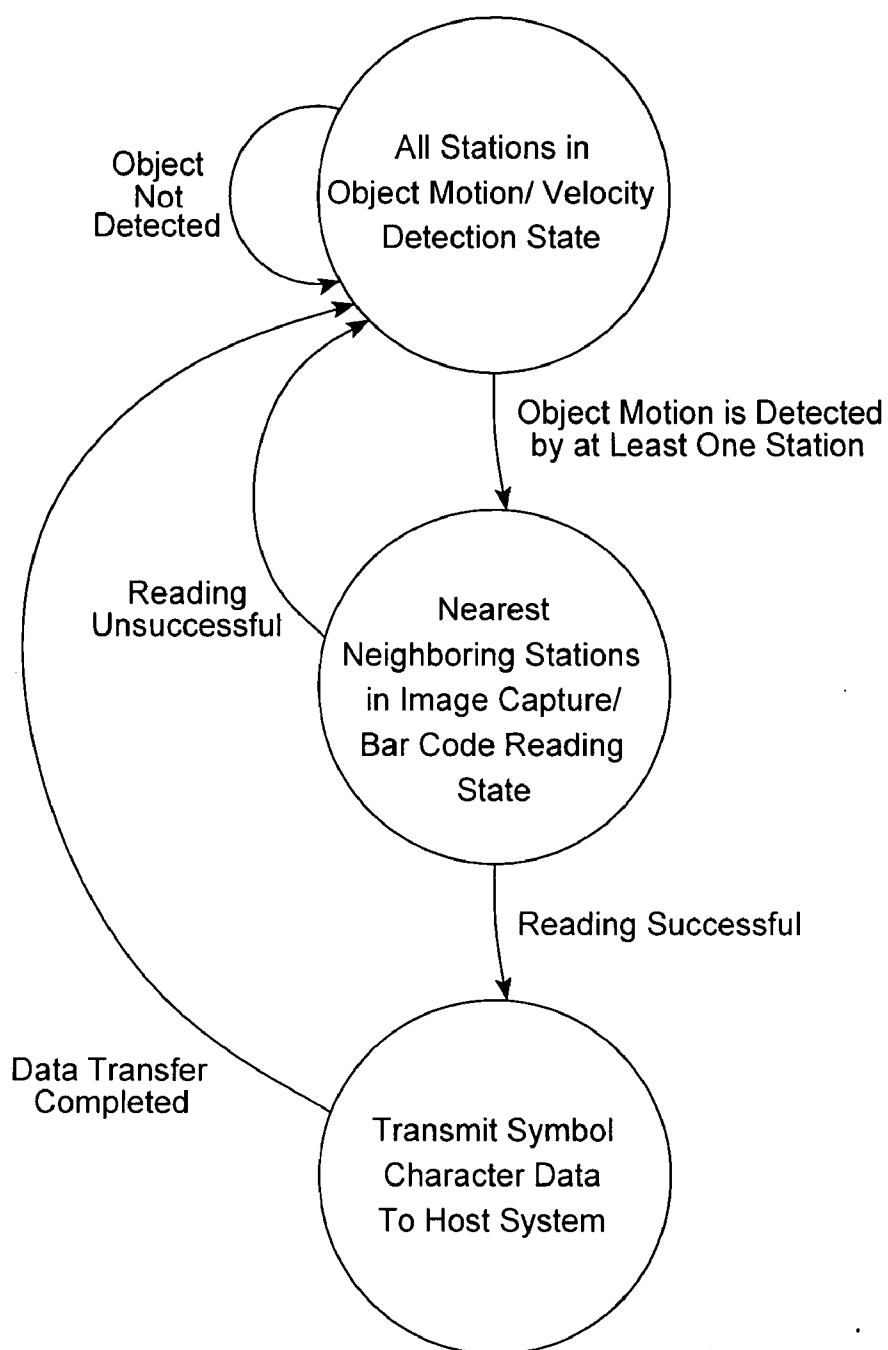 All Stations in
Object Motion/ Velocity
Detection State
Object
Not
Detected
Object Motion is Detected
by at Least One Station
Nearest
Neighboring Stations
in Image Capture/
Bar Code Reading
State
Reading
Unsuccessful
Reading Successful
Data Transfer
Completed
Transmit Symbol
Character Data
To Host System